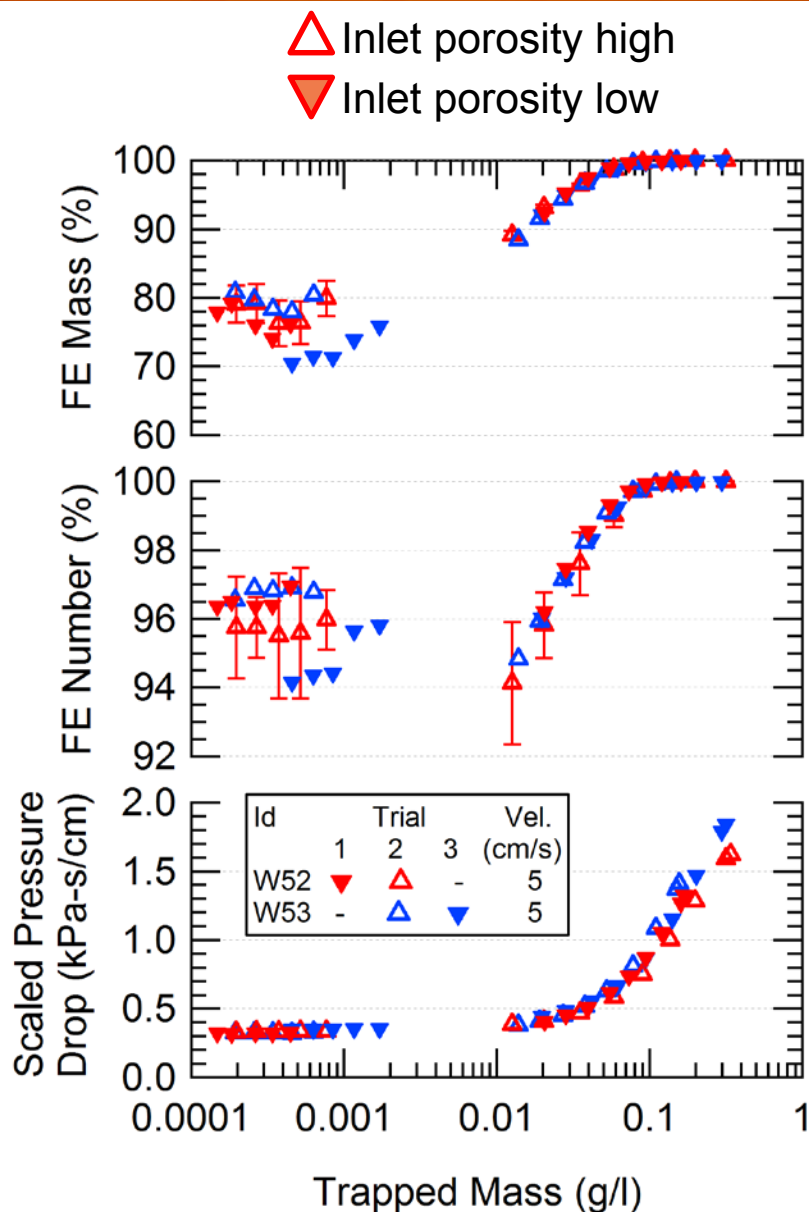 Inlet porosity high
Inlet porosity low
100
90
80
70
60
FE Mass (%)
100
98
96
94
92
FE Number (%)
2.0
1.5
1.0
0.5
0.0
Scaled Pressure
Drop (kPa-s/cm)
Id Trial Vel.
1 2 3 (cm/s)
W52 - 5
W53 - 5
0.0001 0.001 0.01 0.1 1
Trapped Mass (g/l)